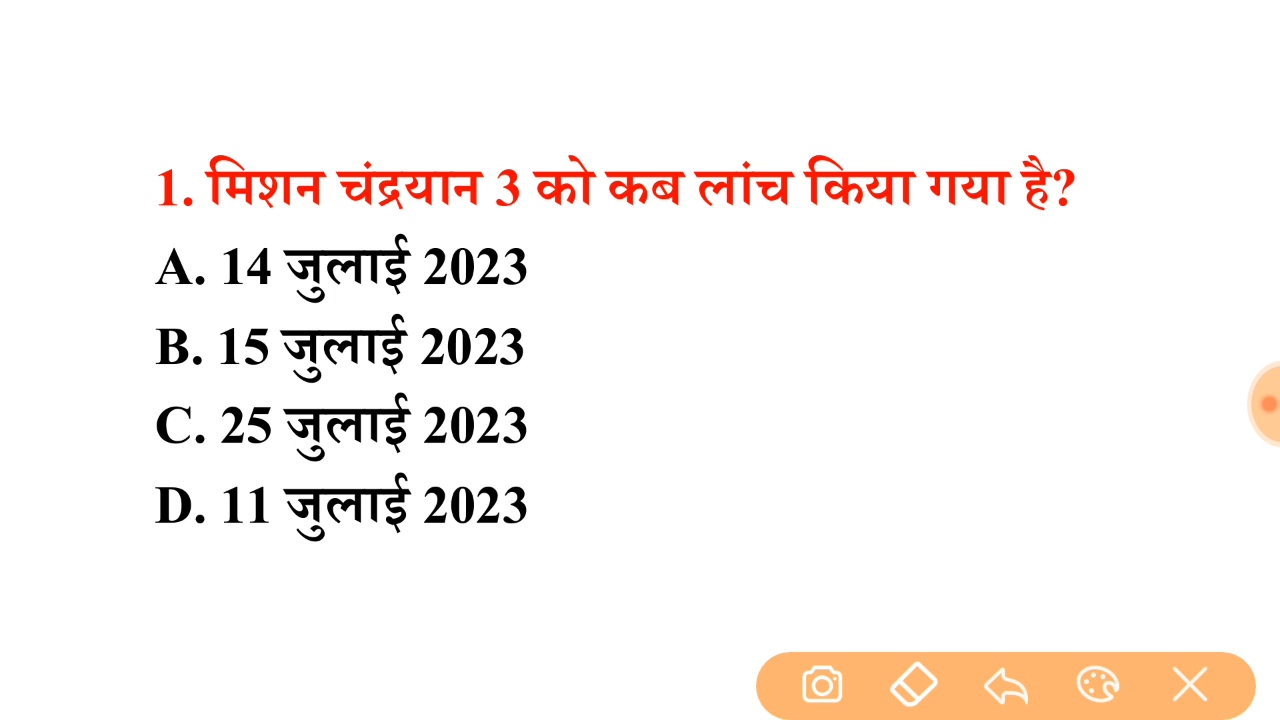 1. मिशन चंद्रयान 3 को कब लांच किया गया है?
A. 14 जुलाई 2023
B. 15 जुलाई 2023
C. 25 जुलाई 2023
D. 11 जुलाई 2023